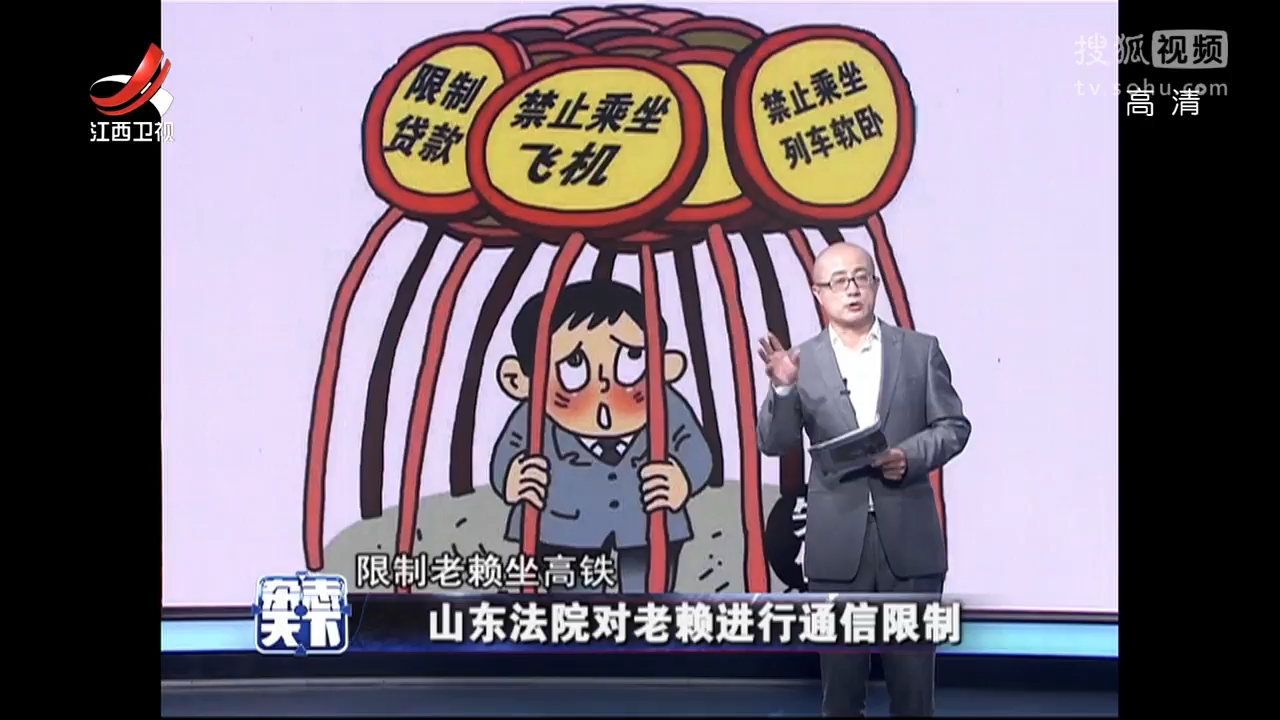 江西卫视
搜狐视频
tv.sohu.com
高清
限制
贷款
禁止乘坐
飞机
禁止乘坐
列车软卧
限制老赖坐高铁
杂志
天下
山东法院对老赖进行通信限制